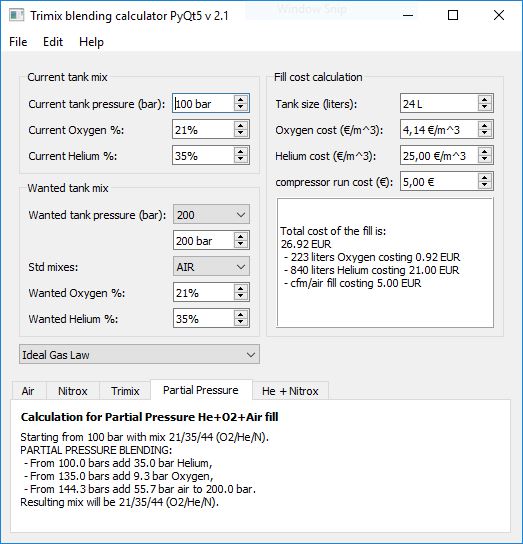 Trimix blending calculator PyQt5 v 2.1
Window Snip
File Edit Help
Current tank mix
Current tank pressure (bar): 100 bar
Current Oxygen %: 21%
Current Helium %: 35%
Wanted tank mix
Wanted tank pressure (bar): 200
200 bar
Std mixes: AIR
Wanted Oxygen %: 21%
Wanted Helium %: 35%
Fill cost calculation
Tank size (liters): 24 L
Oxygen cost (€/m^3): 4,14 €/m^3
Helium cost (€/m^3): 25,00 €/m^3
compressor run cost (€): 5,00 €
Total cost of the fill is:
26.92 EUR
- 223 liters Oxygen costing 0.92 EUR
- 840 liters Helium costing 21.00 EUR
- cfm/air fill costing 5.00 EUR
Ideal Gas Law
Air Nitrox Trimix Partial Pressure He + Nitrox
Calculation for Partial Pressure He+O2+Air fill
Starting from 100 bar with mix 21/35/44 (O2/He/N).
PARTIAL PRESSURE BLENDING:
- From 100.0 bars add 35.0 bar Helium,
- From 135.0 bars add 9.3 bar Oxygen,
- From 144.3 bars add 55.7 bar air to 200.0 bar.
Resulting mix will be 21/35/44 (O2/He/N).